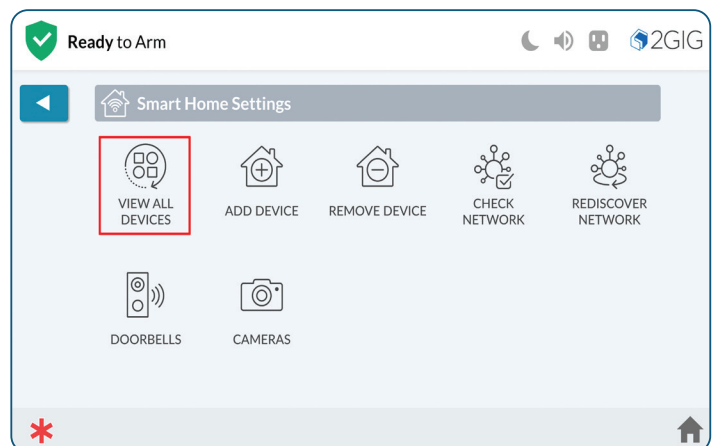 Ready to Arm
2GIG
Smart Home Settings
VIEW ALL
DEVICES
ADD DEVICE
REMOVE DEVICE
CHECK
NETWORK
REDISCOVER
NETWORK
DOORBELLS
CAMERAS